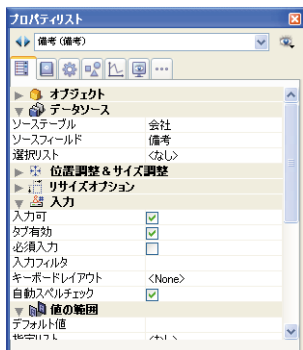 プロパティリスト
備考 (備考)
オブジェクト
データソース
ソーステーブル 会社
ソースフィールド 備考
選択リスト <なし>
位置調整＆サイズ調整
リサイズオプション
入力
入力可
タブ有効
必須入力
入力フィルタ
キーボードレイアウト <None>
自動スペルチェック
値の範囲
デフォルト値